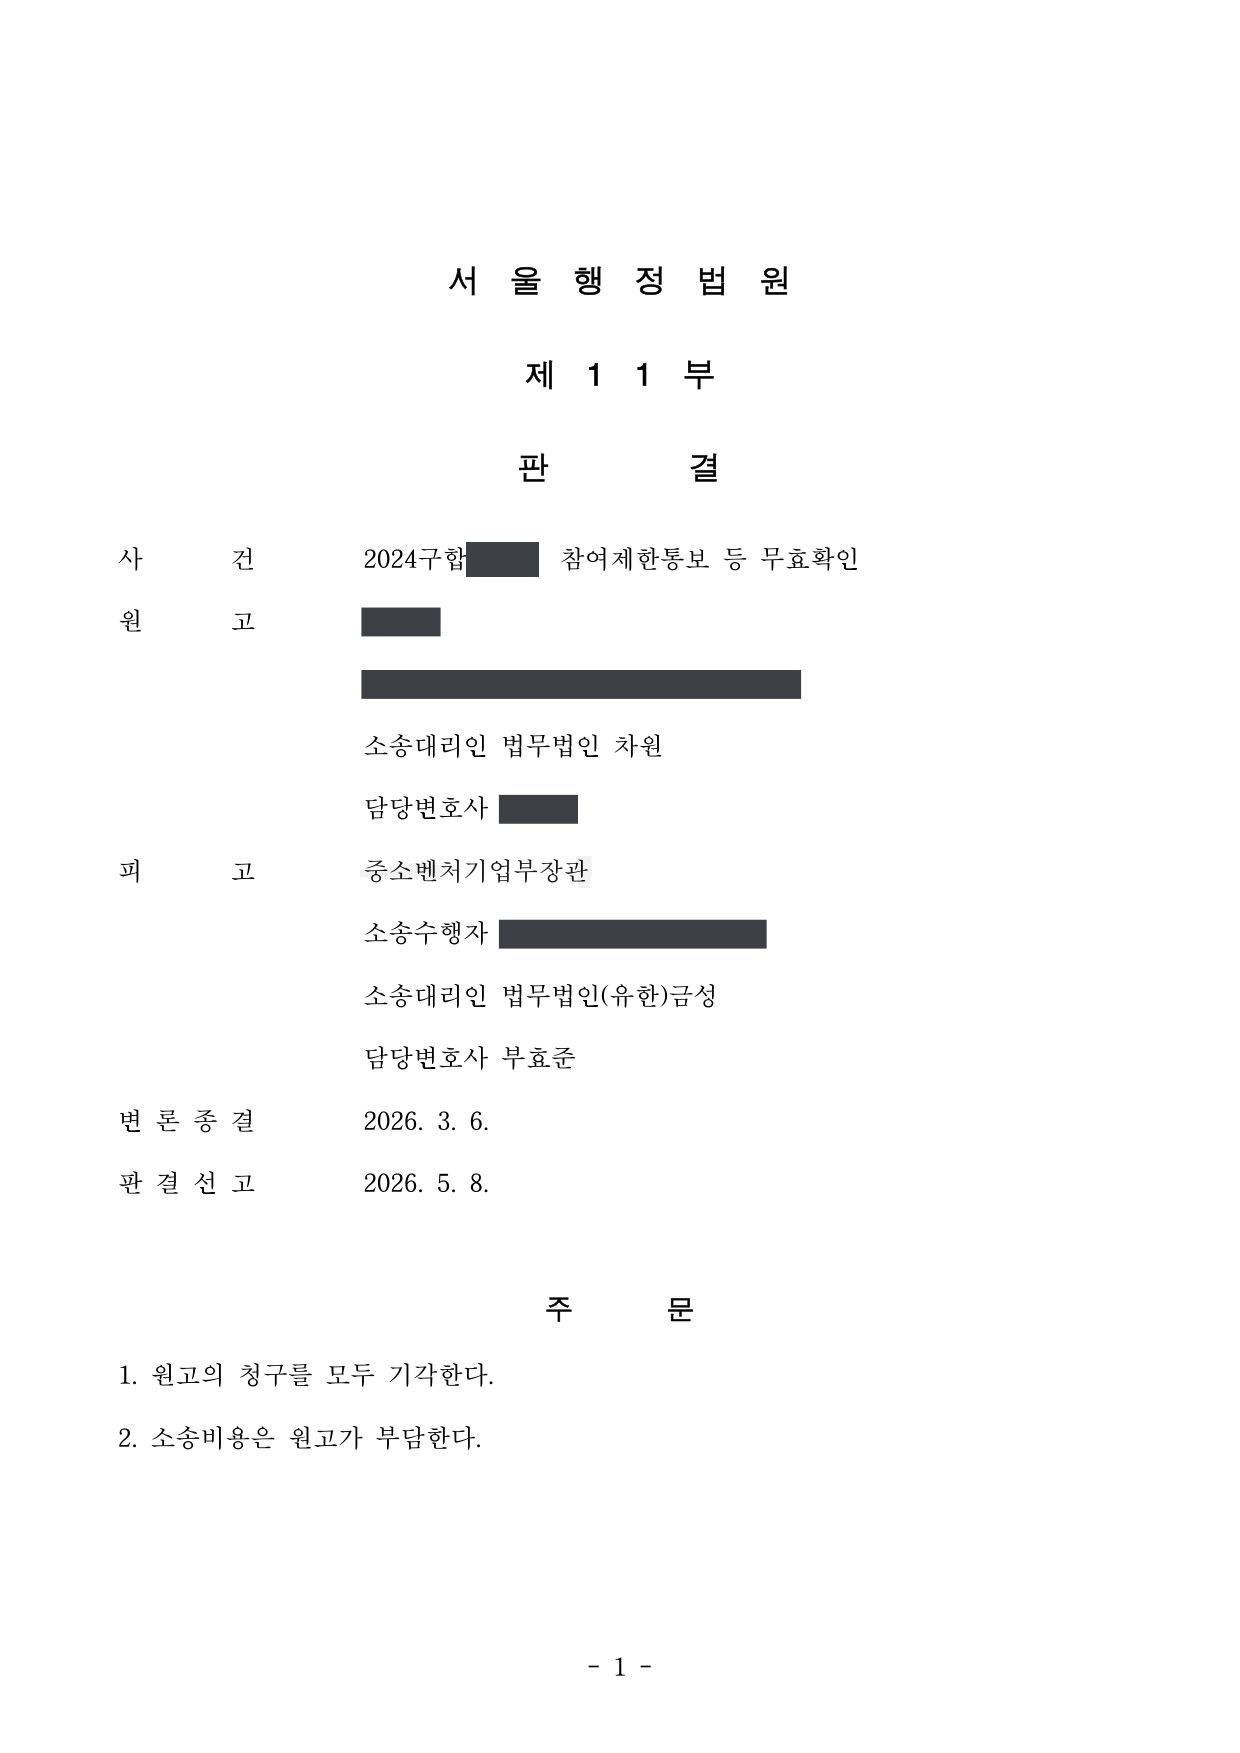 서 울 행 정 법 원
제 1 1 부
판 결
사 건 2024구합 참여제한통보 등 무효확인
원 고
소송대리인 법무법인 차원
담당변호사
피 고 중소벤처기업부장관
소송수행자
소송대리인 법무법인(유한)금성
담당변호사 부효준
변 론 종 결 2026. 3. 6.
판 결 선 고 2026. 5. 8.
주 문
1. 원고의 청구를 모두 기각한다.
2. 소송비용은 원고가 부담한다.
- 1 -